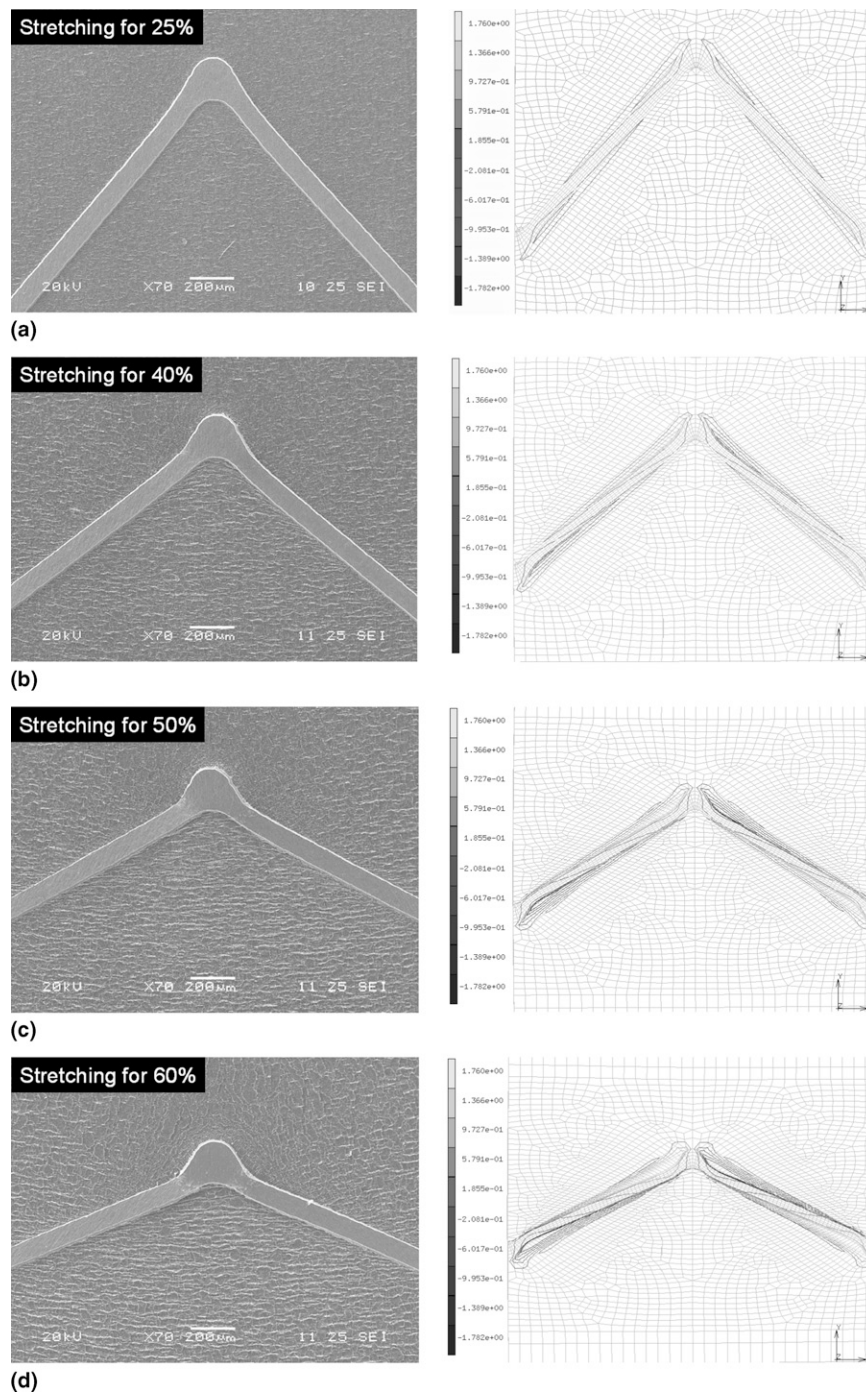 Stretching for 25%
20kV X70 200μm 10 25 SEI
1.760e+00
1.366e+00
9.727e-01
5.791e-01
1.855e-01
-2.081e-01
-6.017e-01
-9.953e-01
-1.389e+00
-1.782e+00
Y
Z
(a)
Stretching for 40%
20kV X70 200μm 11 25 SEI
1.760e+00
1.366e+00
9.727e-01
5.791e-01
1.855e-01
-2.081e-01
-6.017e-01
-9.953e-01
-1.389e+00
-1.782e+00
Y
Z
(b)
Stretching for 50%
20kV X70 200μm 11 25 SEI
1.760e+00
1.366e+00
9.727e-01
5.791e-01
1.855e-01
-2.081e-01
-6.017e-01
-9.953e-01
-1.389e+00
-1.782e+00
Y
Z
(c)
Stretching for 60%
20kV X70 200μm 11 25 SEI
1.760e+00
1.366e+00
9.727e-01
5.791e-01
1.855e-01
-2.081e-01
-6.017e-01
-9.953e-01
-1.389e+00
-1.782e+00
Y
Z
(d)